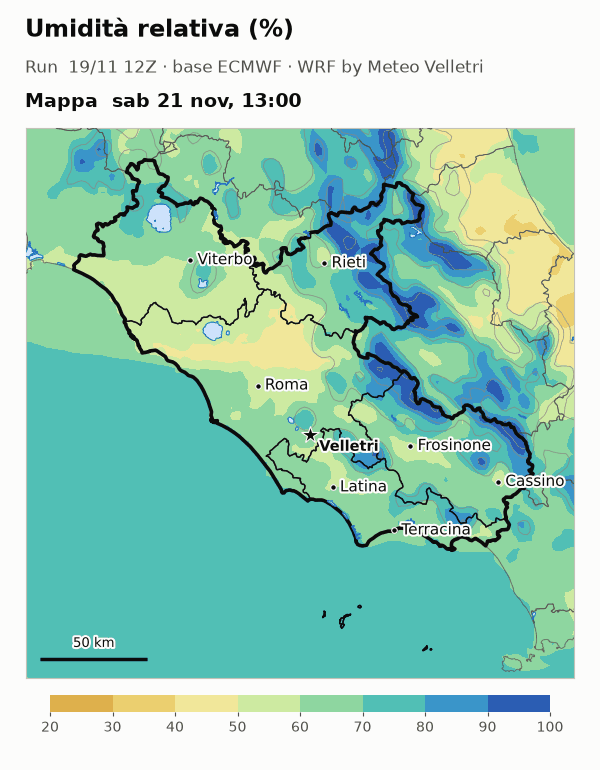 Umidità relativa (%)
Run  19/11 12Z · base ECMWF · WRF by Meteo Velletri
Mappa  sab 21 nov, 13:00
Viterbo
Rieti
Roma
Velletri
Frosinone
Cassino
Latina
Terracina
50 km
20 30 40 50 60 70 80 90 100